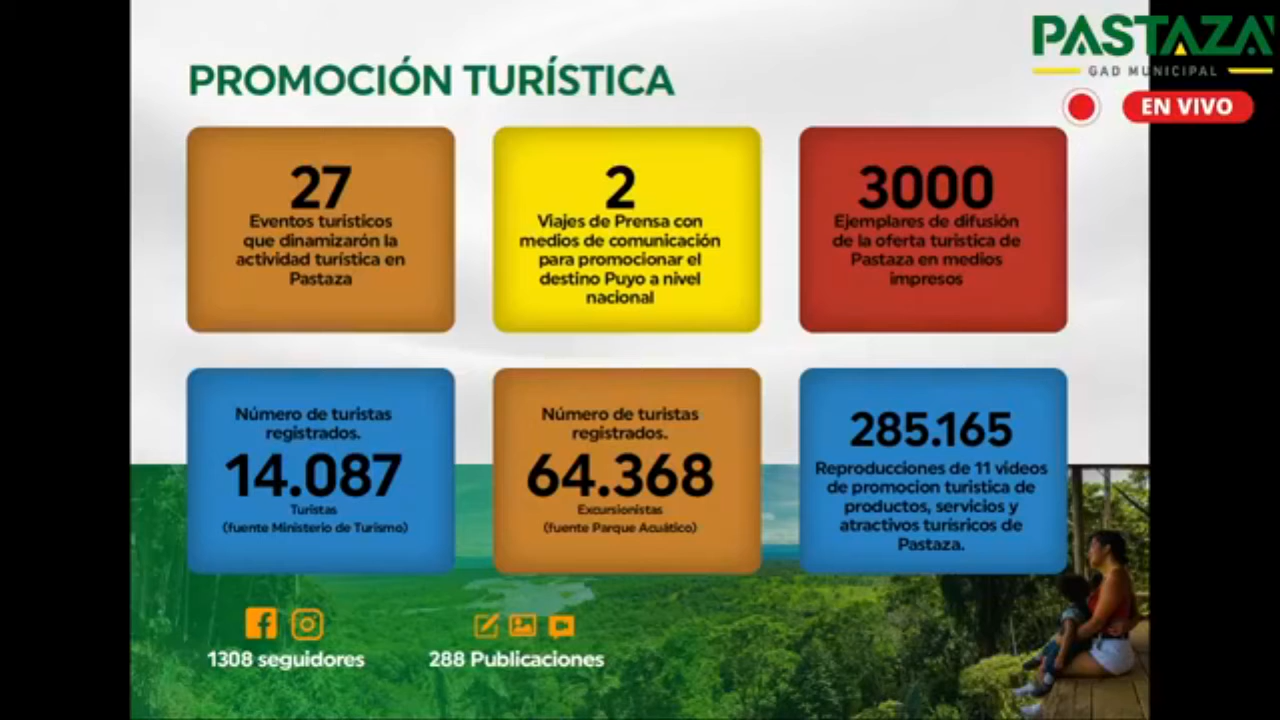 PASTAZA
GAD MUNICIPAL
EN VIVO
PROMOCIÓN TURÍSTICA
27
Eventos turisticos
que dinamizarón la
actividad turística en
Pastaza
2
Viajes de Prensa con
medios de comunicación
para promocionar el
destino Puyo a nivel
nacional
3000
Ejemplares de difusión
de la oferta turistica de
Pastaza en medios
impresos
Número de turistas
registrados.
14.087
Turistas
(fuente Ministerio de Turismo)
Número de turistas
registrados.
64.368
Excursionistas
(fuente Parque Acuático)
285.165
Reproducciones de 11 videos
de promocion turistica de
productos, servicios y
atractivos turísricos de
Pastaza.
1308 seguidores
288 Publicaciones